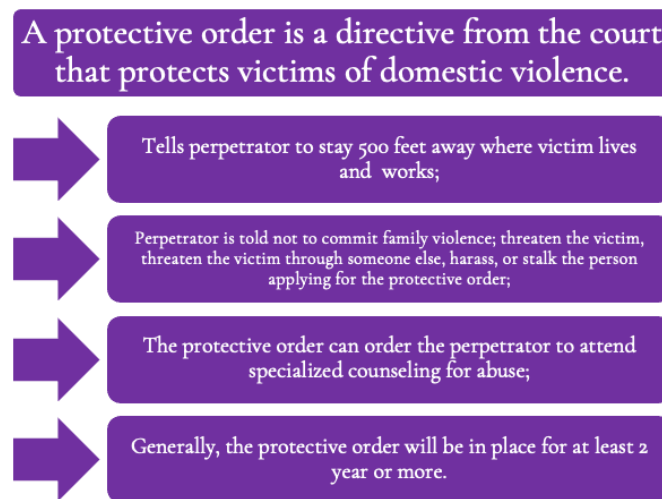 A protective order is a directive from the court
that protects victims of domestic violence.
Tells perpetrator to stay 500 feet away where victim lives
and works;
Perpetrator is told not to commit family violence; threaten the victim,
threaten the victim through someone else, harass, or stalk the person
applying for the protective order;
The protective order can order the perpetrator to attend
specialized counseling for abuse;
Generally, the protective order will be in place for at least 2
year or more.